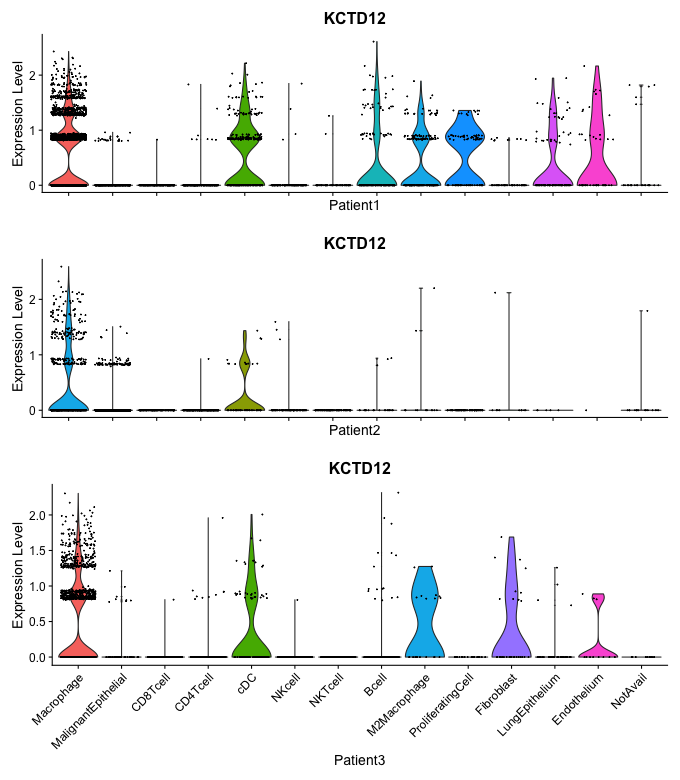 KCTD12
Expression Level
2
1
0
Patient1
KCTD12
Expression Level
2
1
0
Patient2
KCTD12
Expression Level
2.0
1.5
1.0
0.5
0.0
Macrophage
MalignantEpithelial
CD8Tcell
CD4Tcell
cDC
NKcell
NKTcell
Bcell
M2Macrophage
ProliferatingCell
Fibroblast
LungEpithelium
Endothelium
NotAvail
Patient3